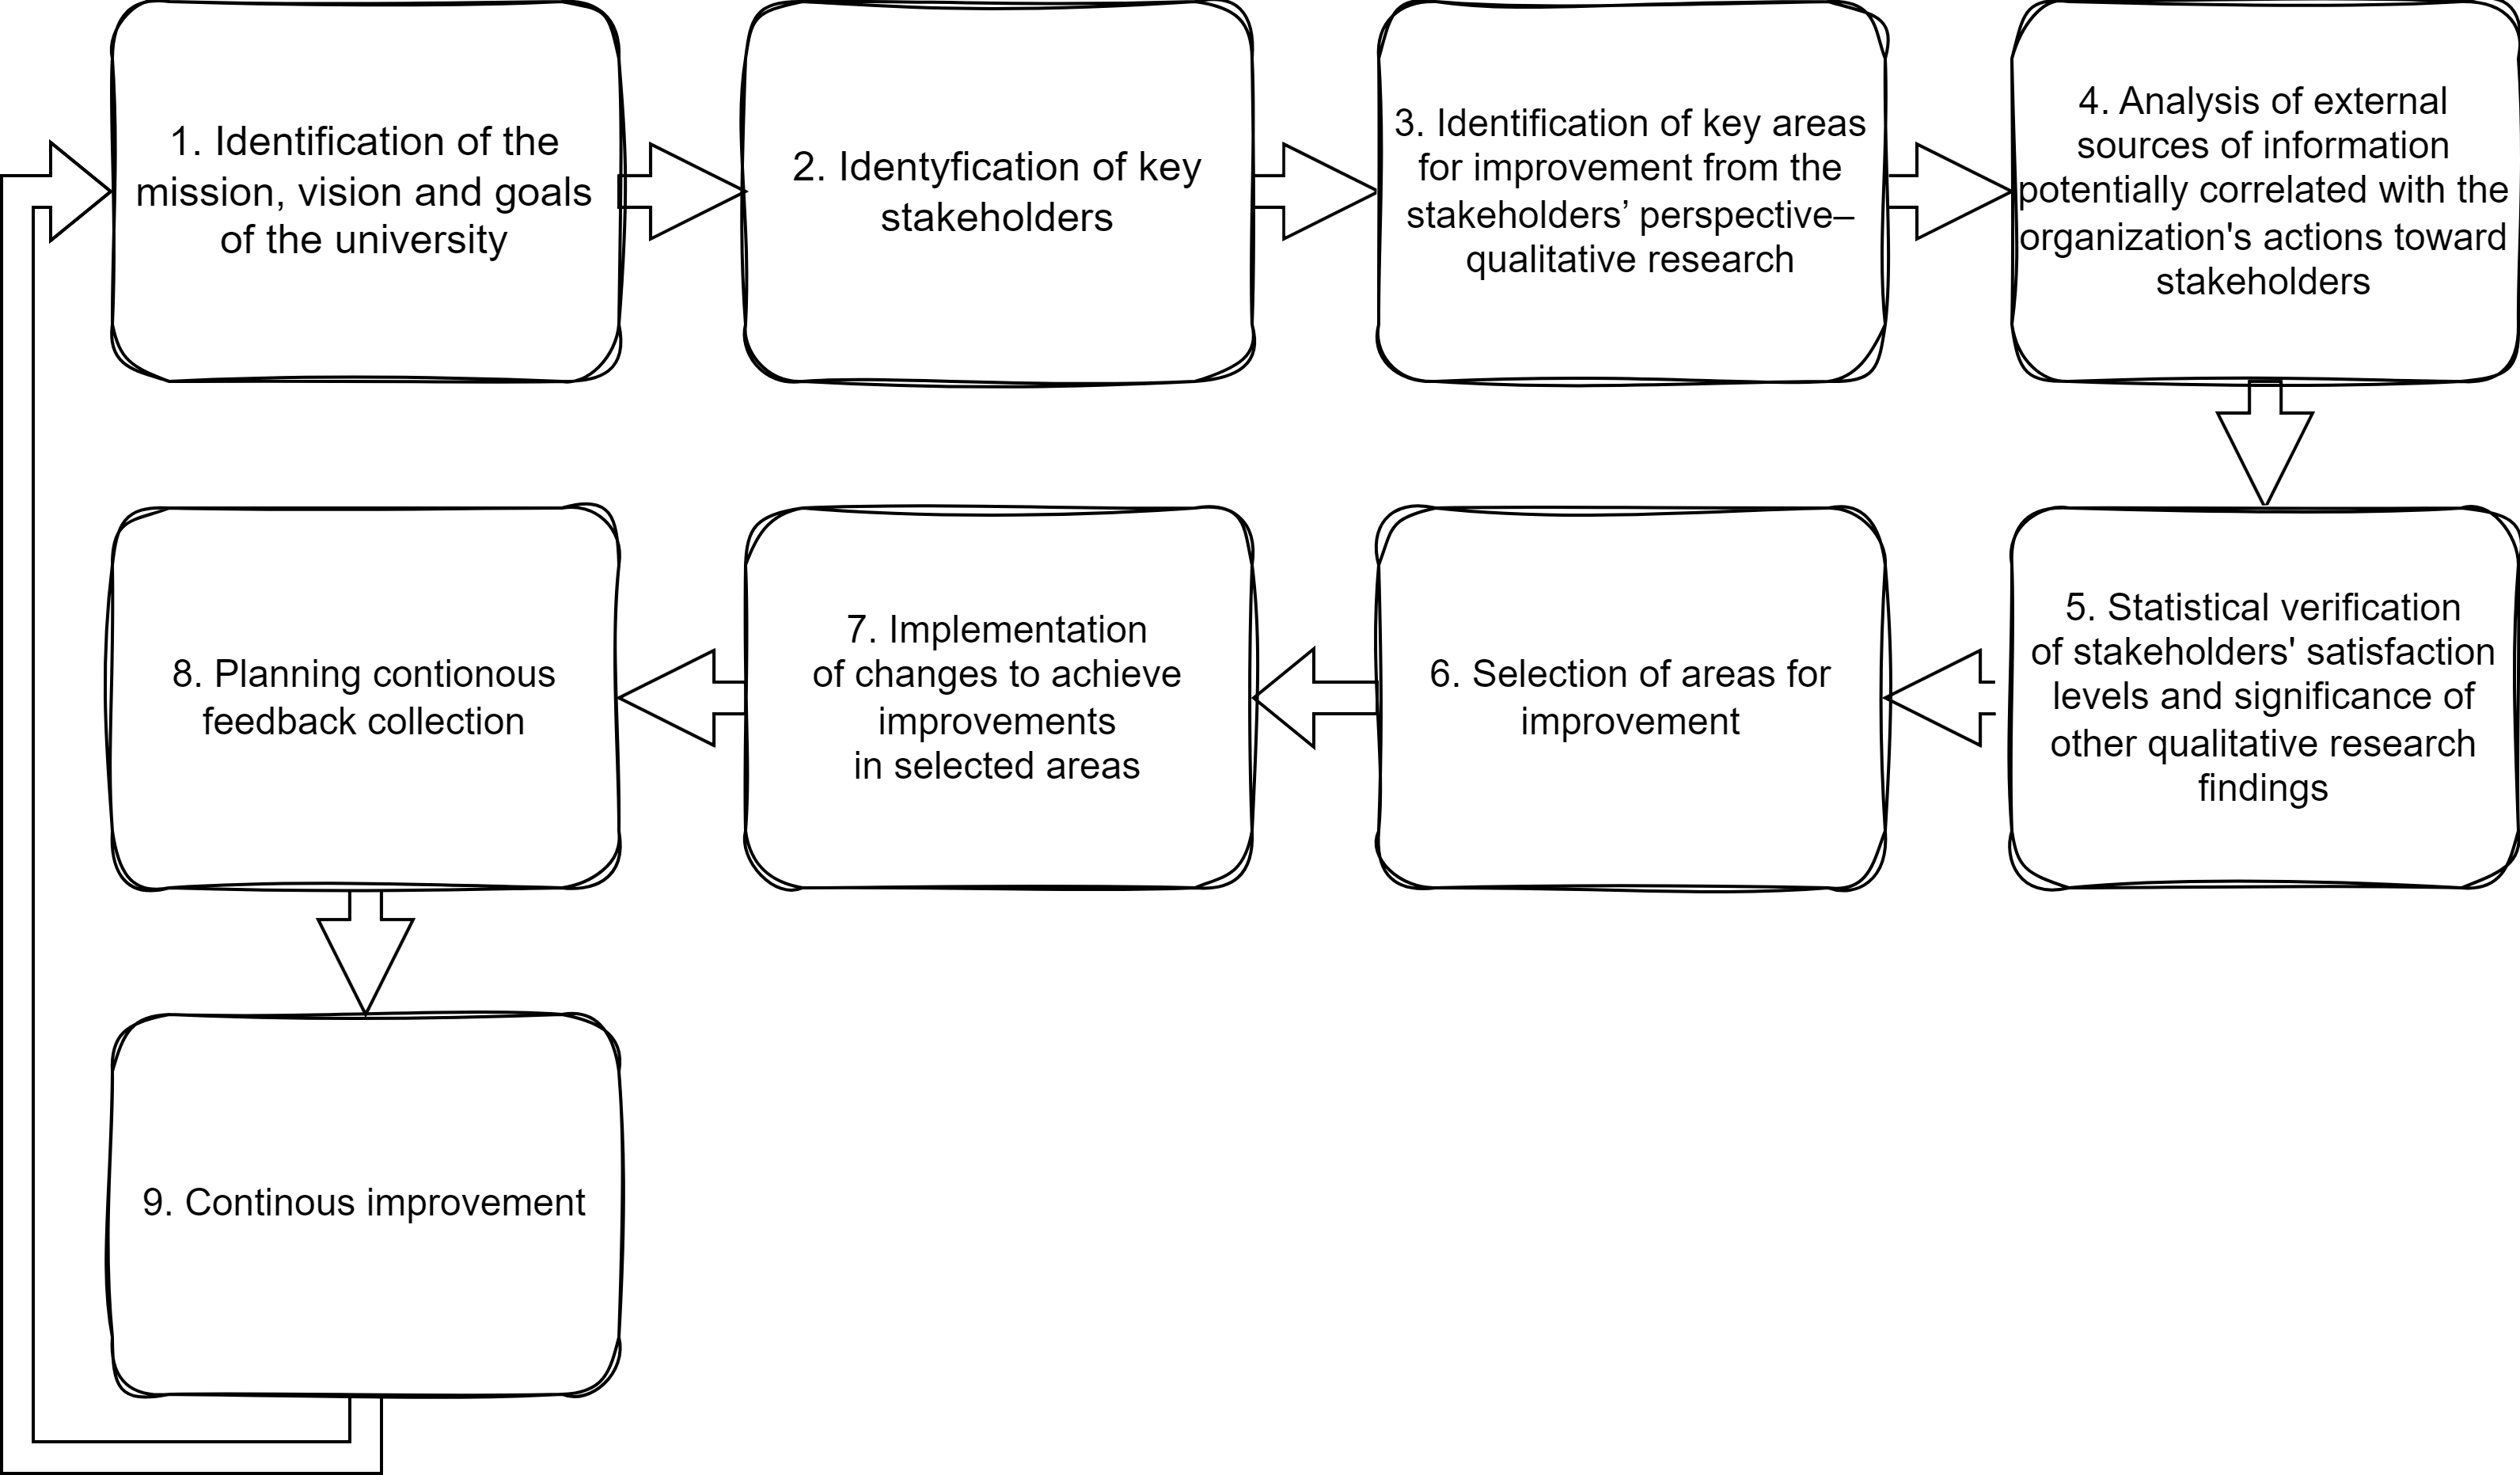 1. Identification of the
mission, vision and goals
of the university
2. Identyfication of key
stakeholders
3. Identification of key areas
for improvement from the
stakeholders’ perspective–
qualitative research
4. Analysis of external
sources of information
potentially correlated with the
organization's actions toward
stakeholders
5. Statistical verification
of stakeholders' satisfaction
levels and significance of
other qualitative research
findings
6. Selection of areas for
improvement
7. Implementation
of changes to achieve
improvements
in selected areas
8. Planning contionous
feedback collection
9. Continous improvement